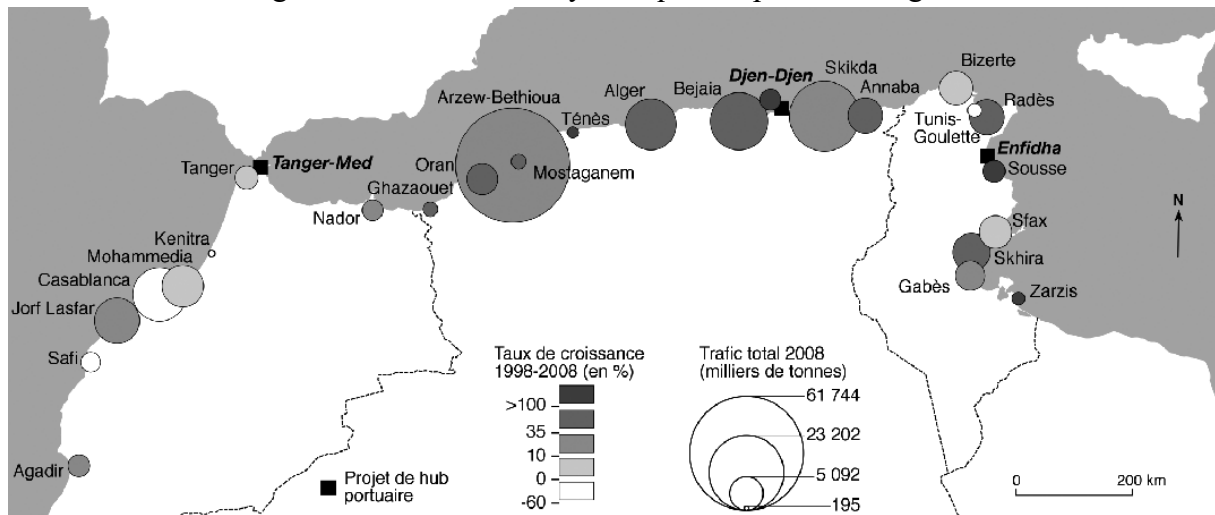 Bizerte
Skikda
Djen-Djen
Annaba
Bejaia
Alger
Arzew-Bethioua
Ténès
Radès
Tunis-
Goulette
Enfidha
Sousse
Tanger
Tanger-Med
Oran
Mostaganem
Ghazaouet
Nador
N
Sfax
Kenitra
Mohammedia
Skhira
Casablanca
Gabès
Zarzis
Jorf Lasfar
Safi
Agadir
Projet de hub
portuaire
Taux de croissance
1998-2008 (en %)
>100
35
10
0
-60
Trafic total 2008
(milliers de tonnes)
61 744
23 202
5 092
195
0 200 km